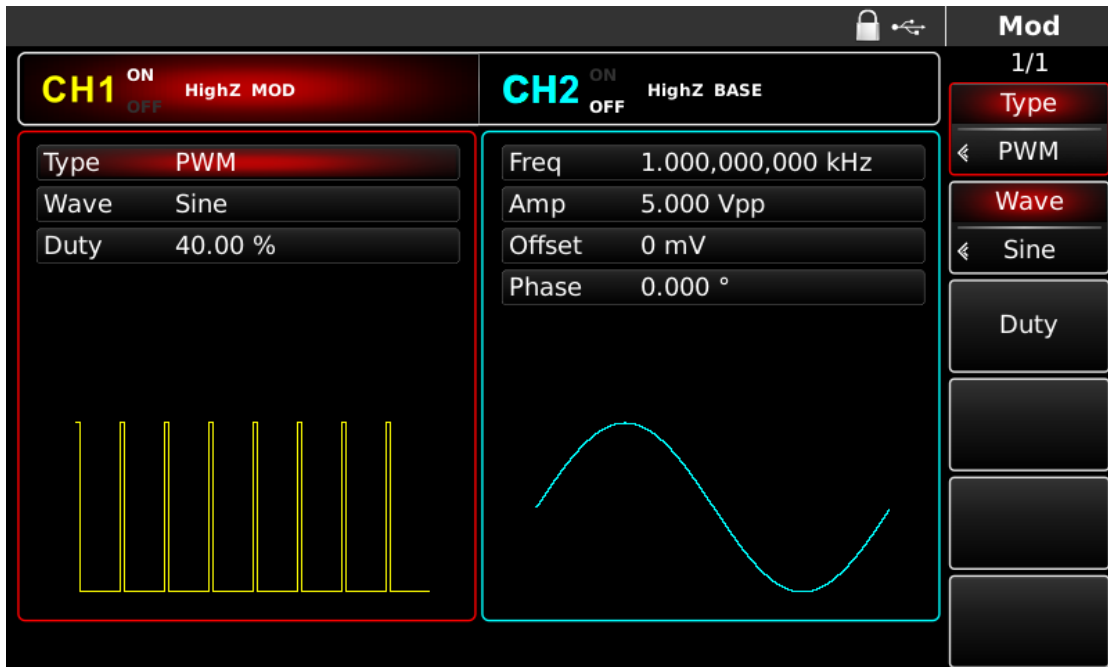 Mod
1/1
CH1 ON OFF HighZ MOD
CH2 ON OFF HighZ BASE
Type PWM
Wave Sine
Duty 40.00 %
Freq 1.000,000,000 kHz
Amp 5.000 Vpp
Offset 0 mV
Phase 0.000 °
Type
PWM
Wave
Sine
Duty